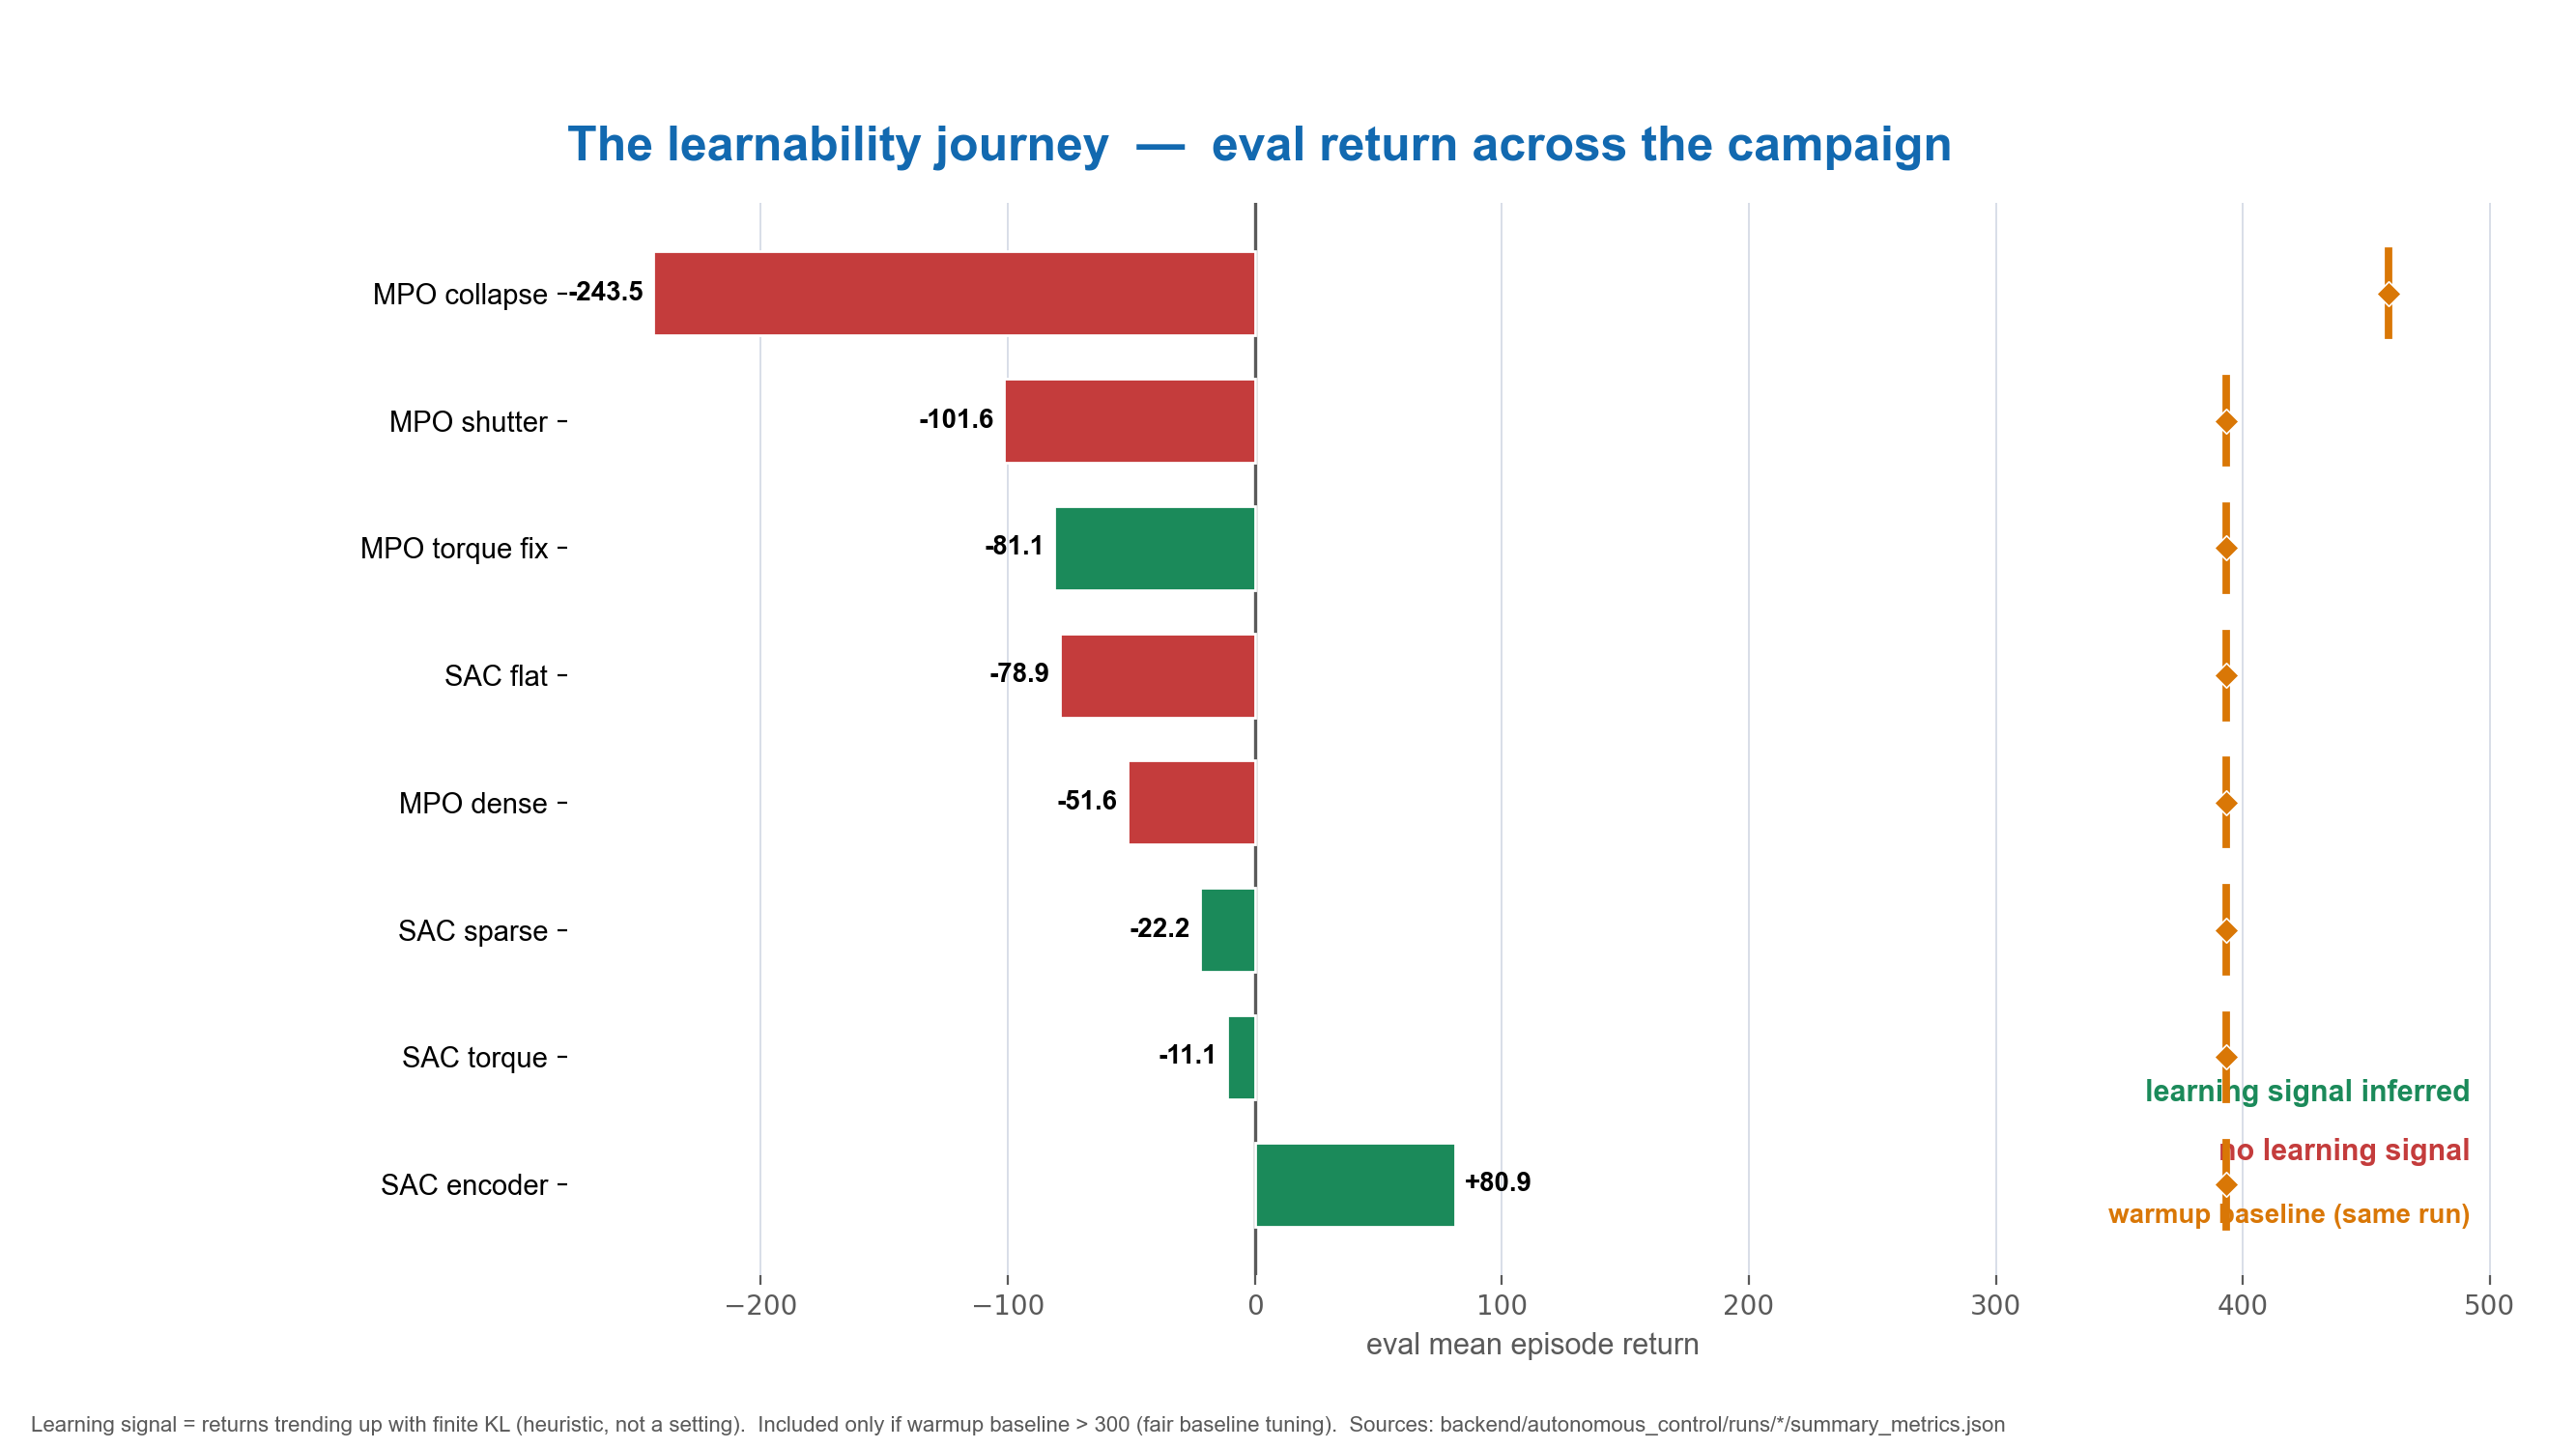 The learnability journey — eval return across the campaign
MPO collapse
-243.5
MPO shutter
-101.6
MPO torque fix
-81.1
SAC flat
-78.9
MPO dense
-51.6
SAC sparse
-22.2
SAC torque
-11.1
learning signal inferred
no learning signal
SAC encoder
+80.9
warmup baseline (same run)
−200 −100 0 100 200 300 400 500
eval mean episode return
Learning signal = returns trending up with finite KL (heuristic, not a setting). Included only if warmup baseline > 300 (fair baseline tuning). Sources: backend/autonomous_control/runs/*/summary_metrics.json